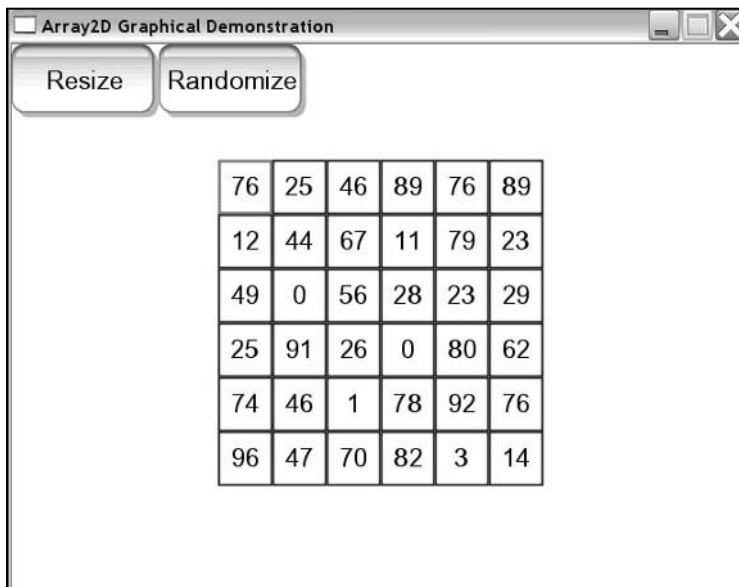 Array2D Graphical Demonstration
Resize Randomize
76 25 46 89 76 89
12 44 67 11 79 23
49 0 56 28 23 29
25 91 26 0 80 62
74 46 1 78 92 76
96 47 70 82 3 14